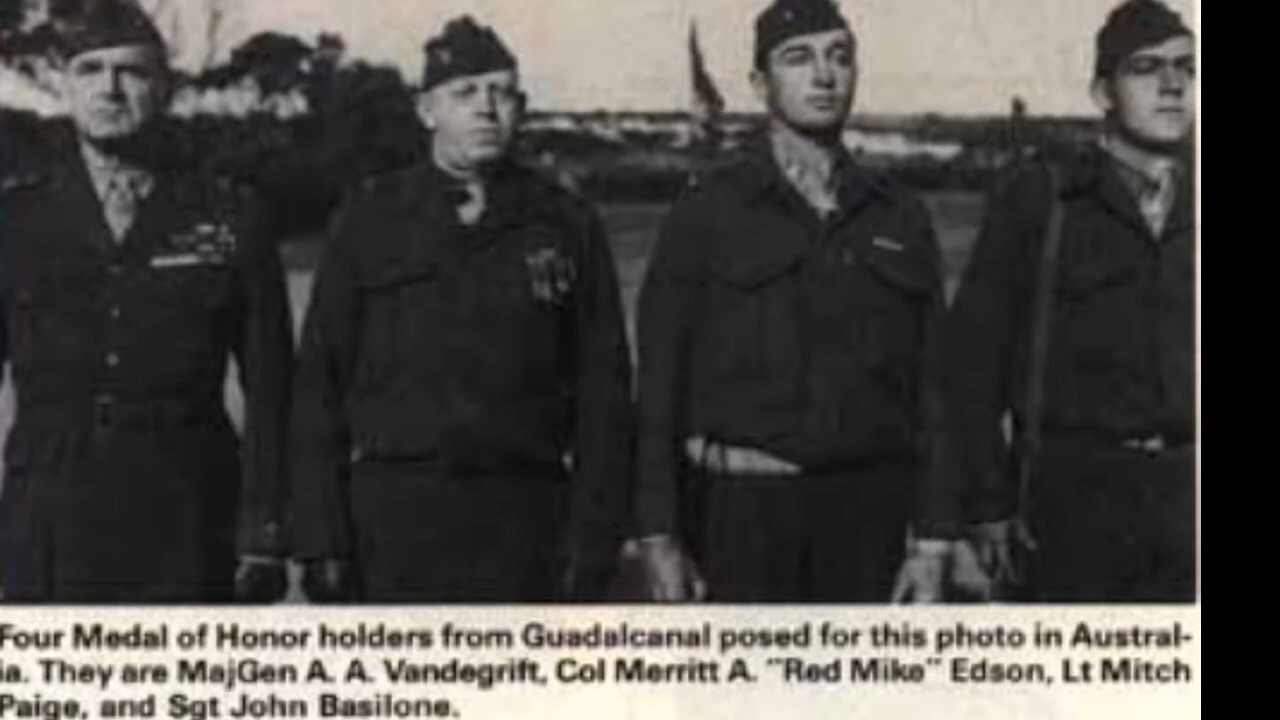 Four Medal of Honor holders from Guadalcanal posed for this photo in Austral-
ia. They are MajGen A. A. Vandegrift, Col Merritt A. "Red Mike" Edson, Lt Mitch
Paige, and Sgt John Basilone.